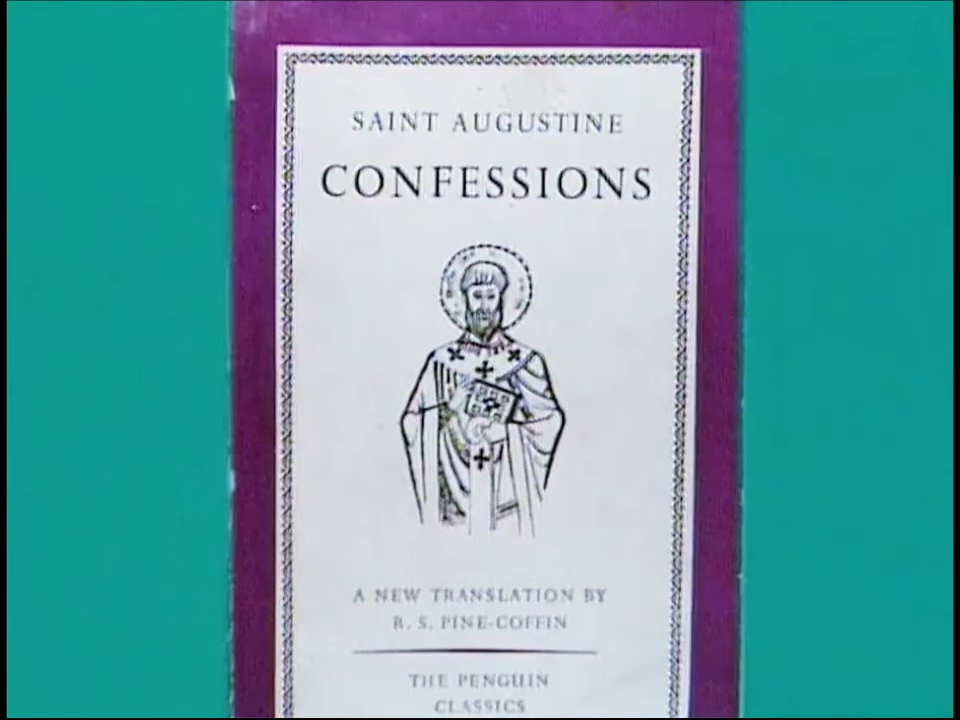 SAINT AUGUSTINE
CONFESSIONS
A NEW TRANSLATION BY
R. S. PINE-COFFIN
THE PENGUIN
CLASSICS